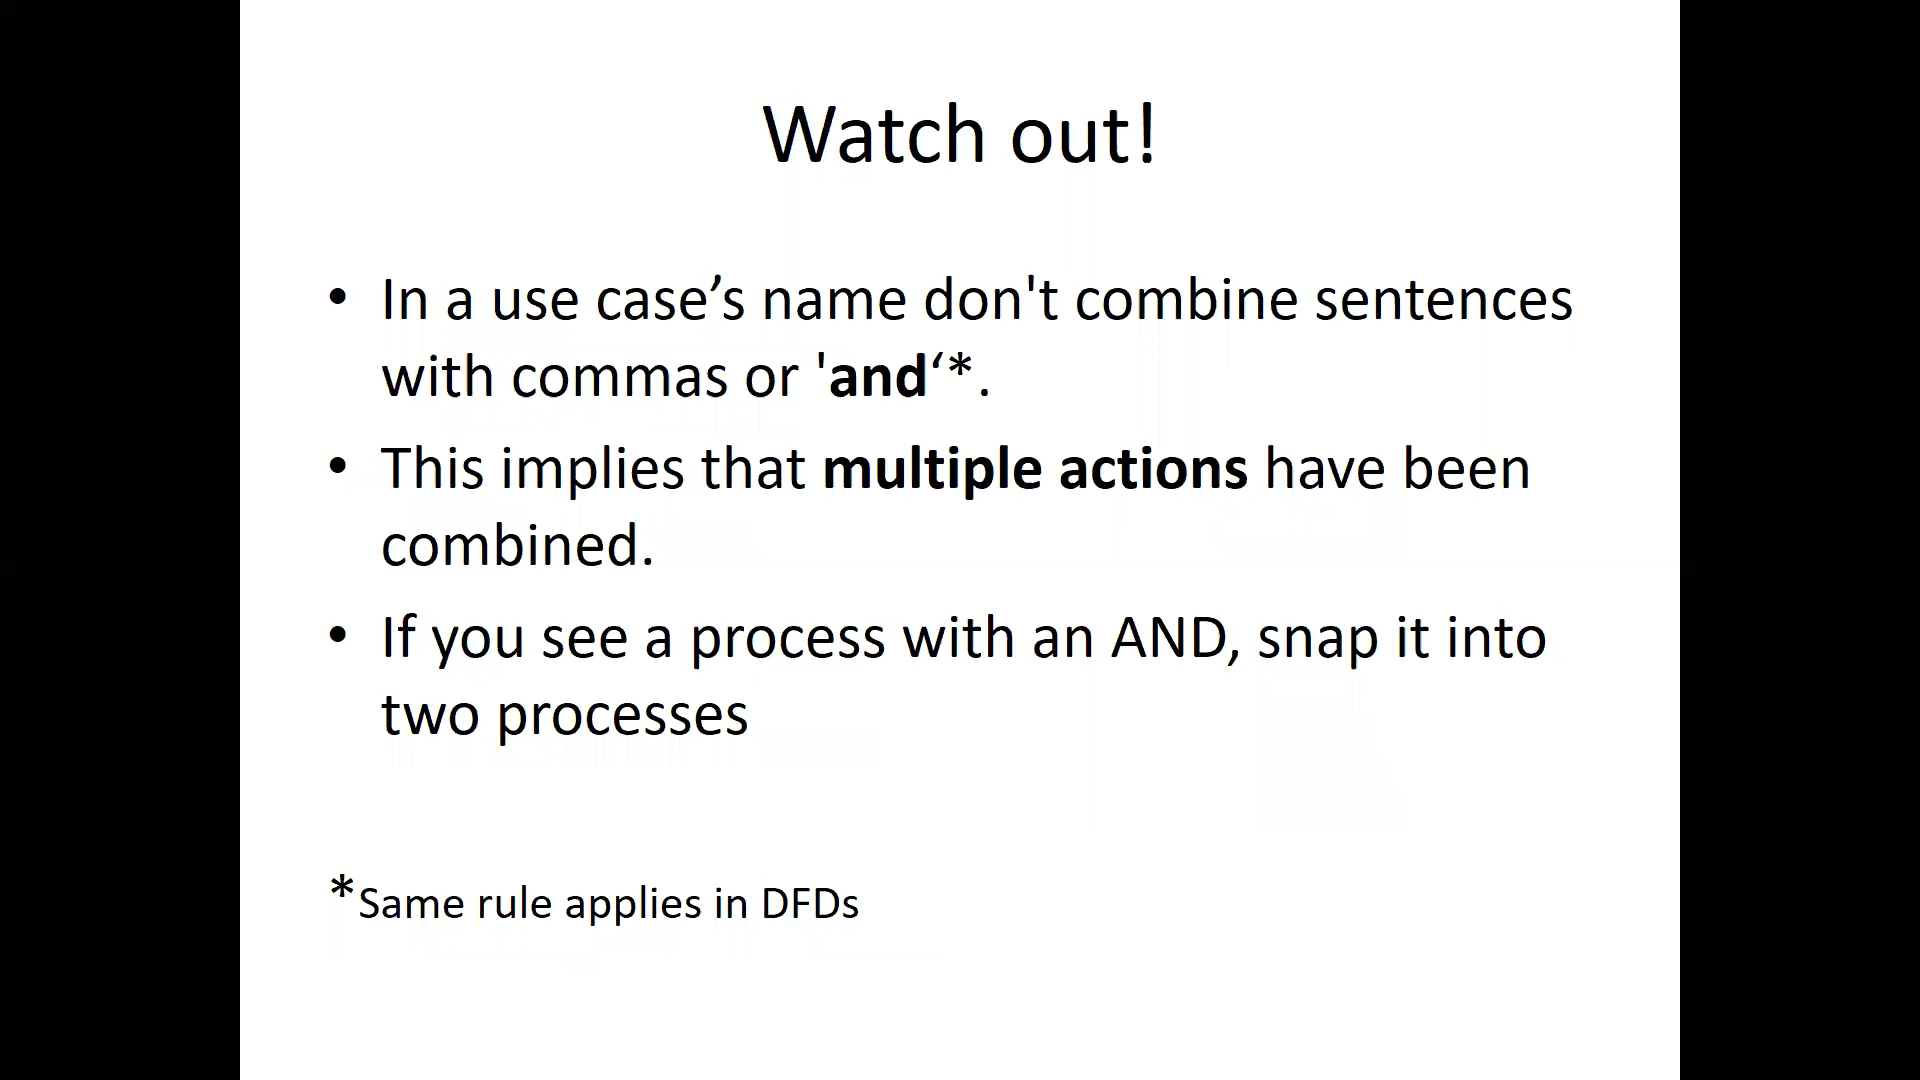 Watch out!
• In a use case’s name don't combine sentences
with commas or 'and‘*.
• This implies that multiple actions have been
combined.
• If you see a process with an AND, snap it into
two processes
*Same rule applies in DFDs